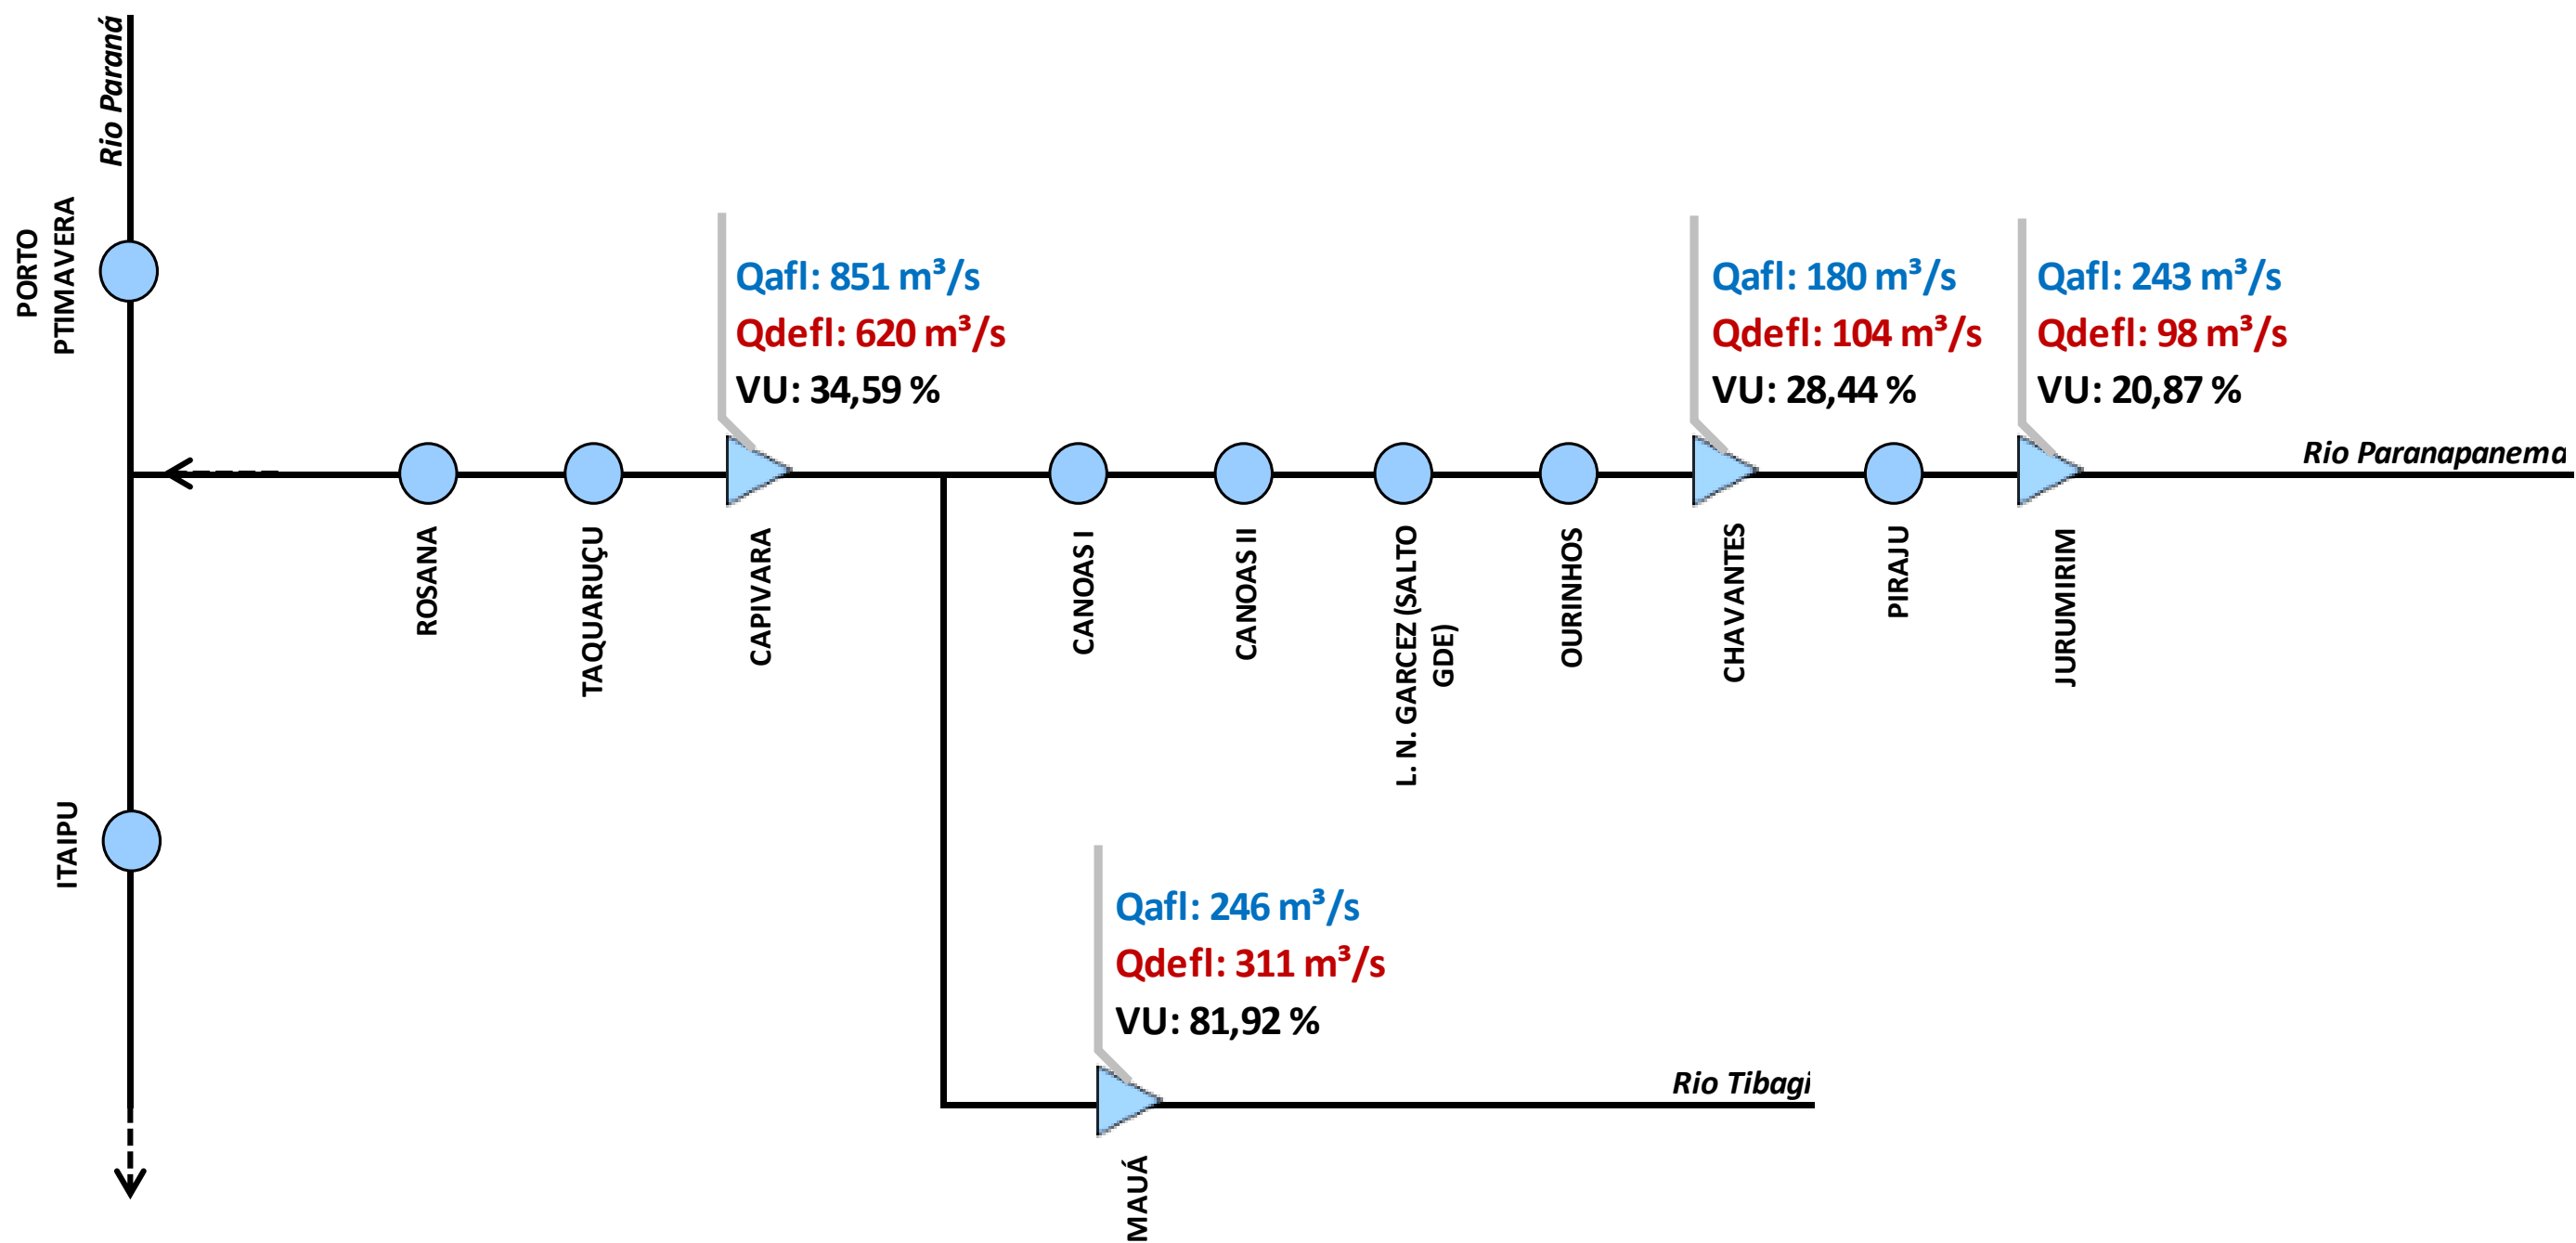 Rio Paraná
PORTO
PTIMAVERA
Qafl: 851 m³/s
Qdefl: 620 m³/s
VU: 34,59 %
Qafl: 180 m³/s
Qdefl: 104 m³/s
VU: 28,44 %
Qafl: 243 m³/s
Qdefl: 98 m³/s
VU: 20,87 %
Rio Paranapanema
ROSANA
TAQUARUÇU
CAPIVARA
CANOAS I
CANOAS II
L. N. GARCEZ (SALTO
GDE)
OURINHOS
CHAVANTES
PIRAJU
JURUMIRIM
ITAIPU
Qafl: 246 m³/s
Qdefl: 311 m³/s
VU: 81,92 %
Rio Tibagi
MAUÁ